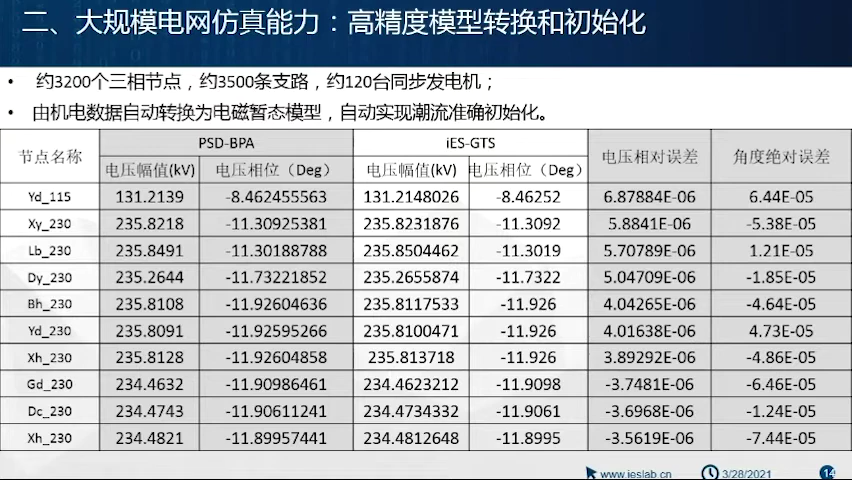 二、大规模电网仿真能力：高精度模型转换和初始化
• 约3200个三相节点，约3500条支路，约120台同步发电机；
• 由机电数据自动转换为电磁暂态模型，自动实现潮流准确初始化。
节点名称 PSD-BPA iES-GTS 电压相对误差 角度绝对误差
电压幅值(kV) 电压相位（Deg） 电压幅值(kV) 电压相位（Deg）
Yd_115 131.2139 -8.462455563 131.2148026 -8.46252 6.87884E-06 6.44E-05
Xy_230 235.8218 -11.30925381 235.8231876 -11.3092 5.8841E-06 -5.38E-05
Lb_230 235.8491 -11.30188788 235.8504462 -11.3019 5.70789E-06 1.21E-05
Dy_230 235.2644 -11.73221852 235.2655874 -11.7322 5.04709E-06 -1.85E-05
Bh_230 235.8108 -11.92604636 235.8117533 -11.926 4.04265E-06 -4.64E-05
Yd_230 235.8091 -11.92595266 235.8100471 -11.926 4.01638E-06 4.73E-05
Xh_230 235.8128 -11.92604858 235.813718 -11.926 3.89292E-06 -4.86E-05
Gd_230 234.4632 -11.90986461 234.4623212 -11.9098 -3.7481E-06 -6.46E-05
Dc_230 234.4743 -11.90611241 234.4734332 -11.9061 -3.6968E-06 -1.24E-05
Xh_230 234.4821 -11.89957441 234.4812648 -11.8995 -3.5619E-06 -7.44E-05
www.ieslab.cn 3/28/2021 14